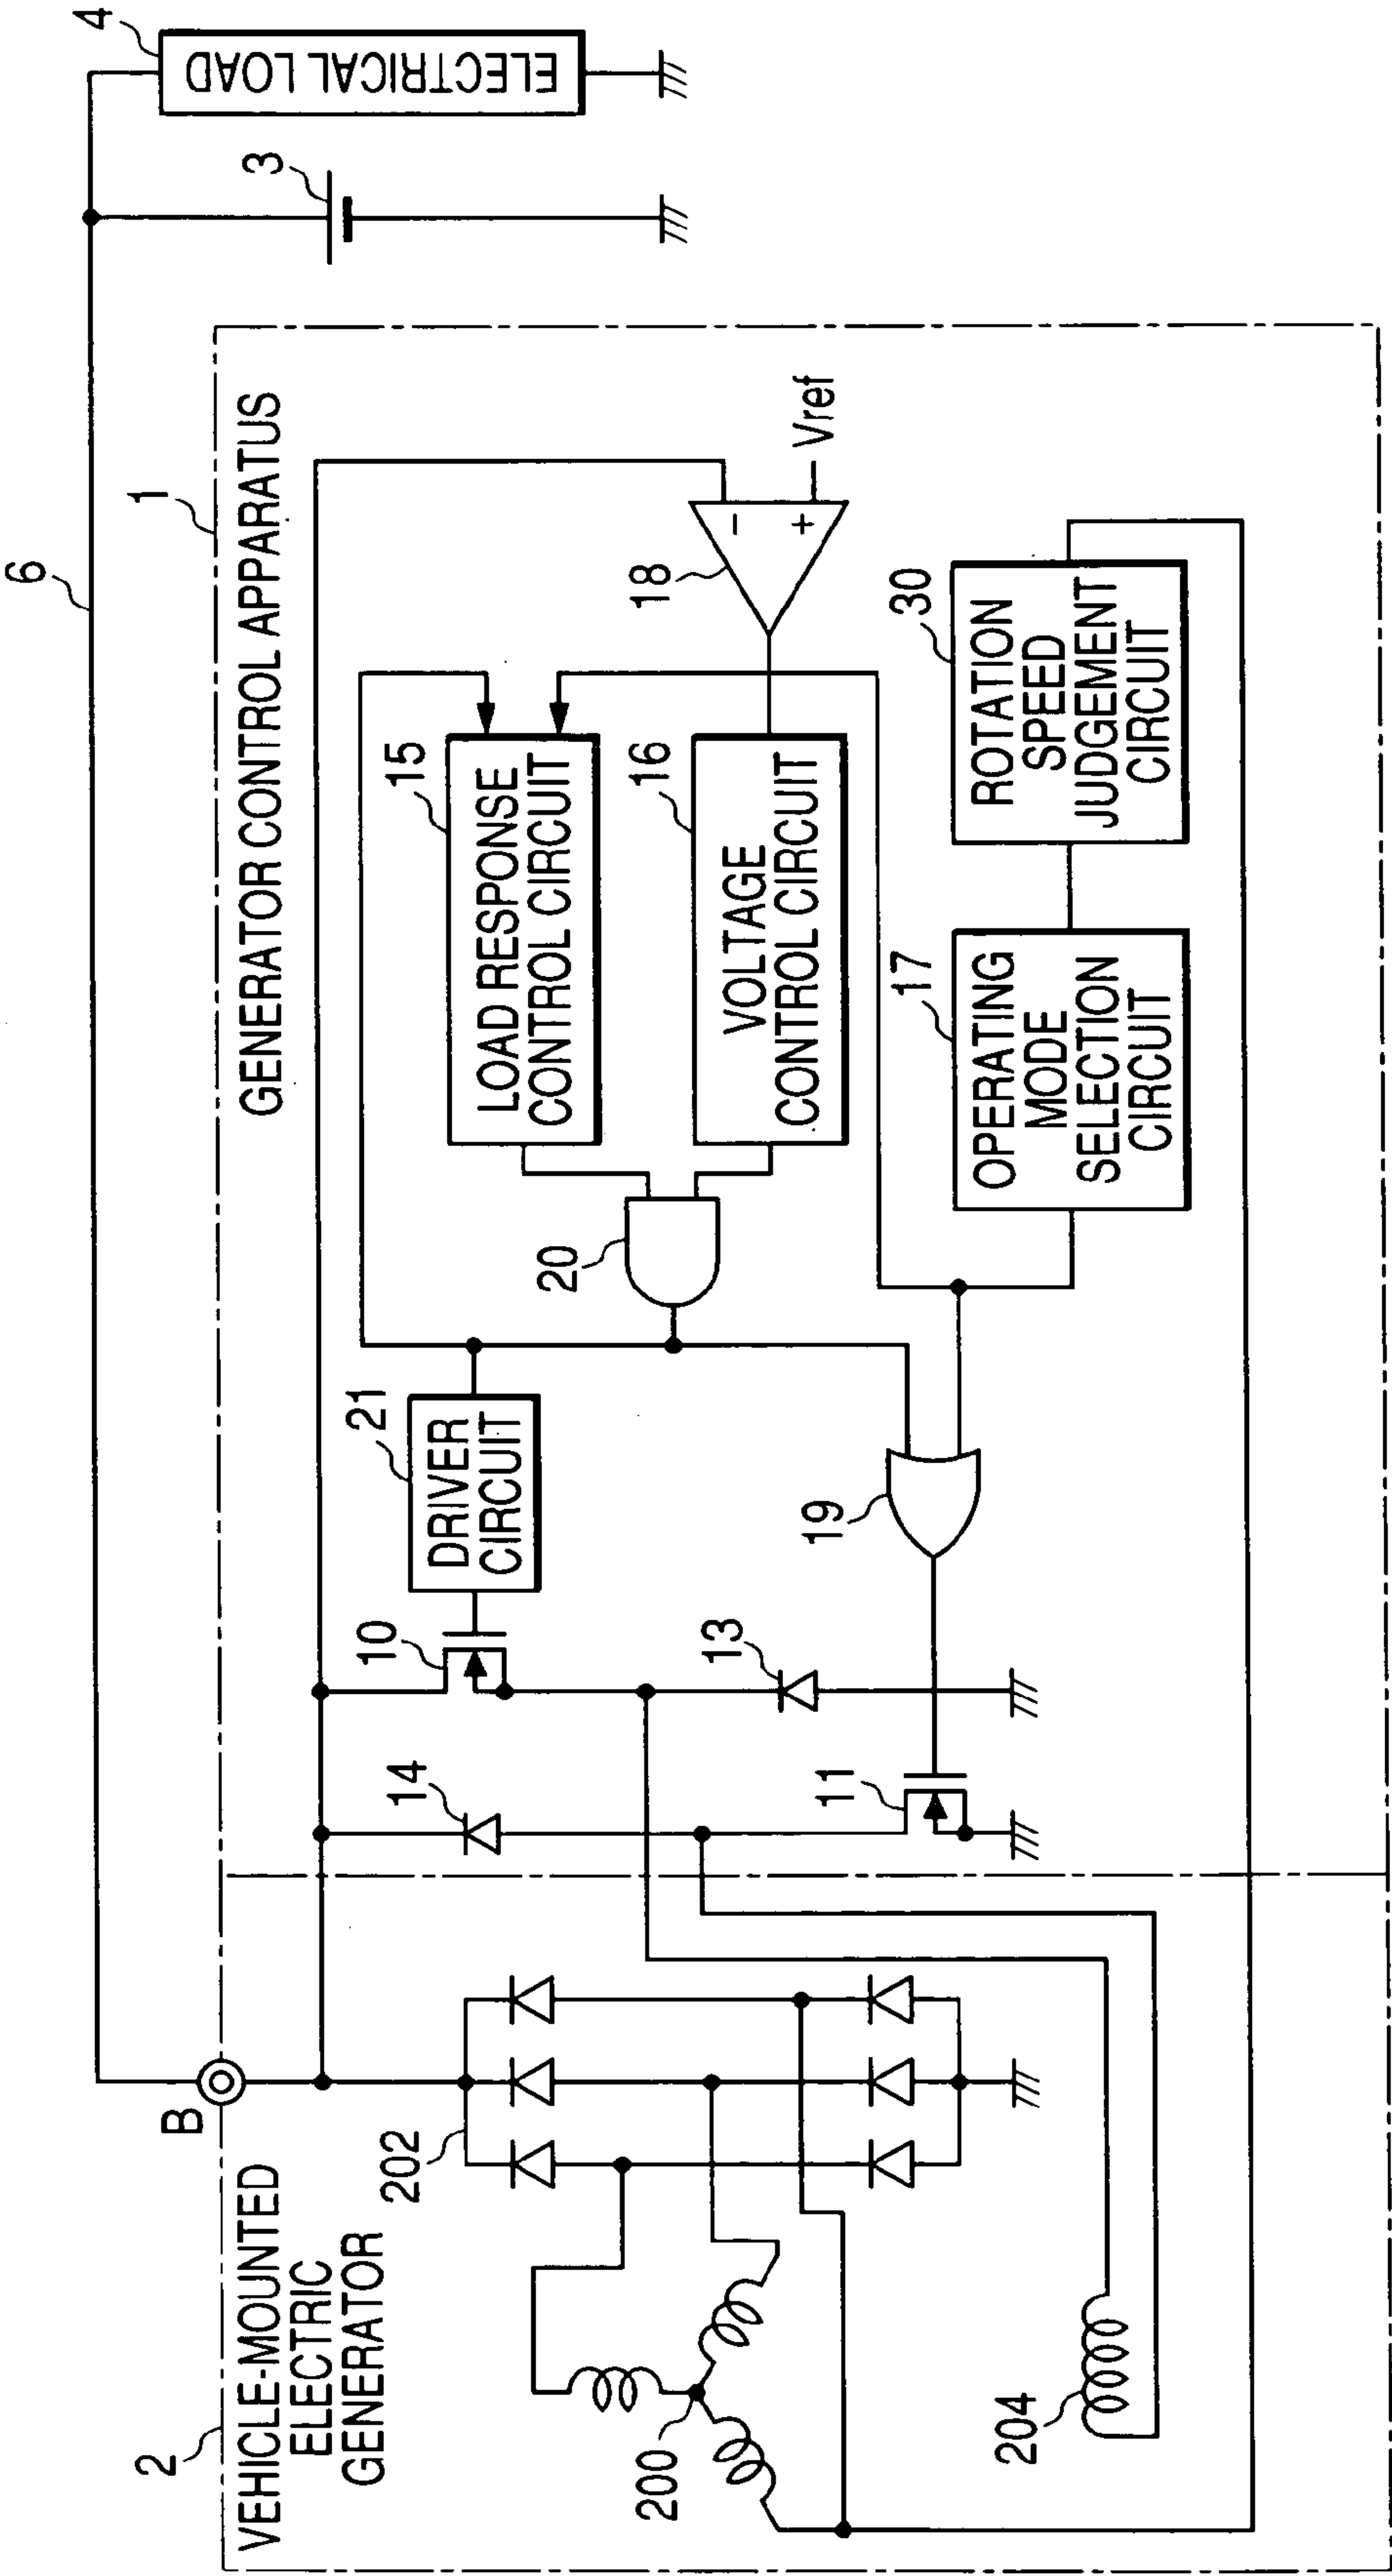 2
VEHICLE-MOUNTED
ELECTRIC
GENERATOR
B
202
200
204
6
1
GENERATOR CONTROL APPARATUS
14
10
13
11
21
DRIVER
CIRCUIT
19
20
15
LOAD RESPONSE
CONTROL CIRCUIT
16
VOLTAGE
CONTROL CIRCUIT
17
OPERATING
MODE
SELECTION
CIRCUIT
18
-
+
Vref
30
ROTATION
SPEED
JUDGEMENT
CIRCUIT
3
4
ELECTRICAL LOAD